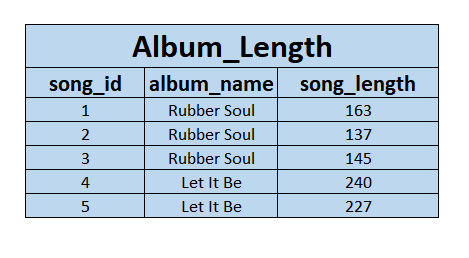 Album_Length
song_id album_name song_length
1 Rubber Soul 163
2 Rubber Soul 137
3 Rubber Soul 145
4 Let It Be 240
5 Let It Be 227